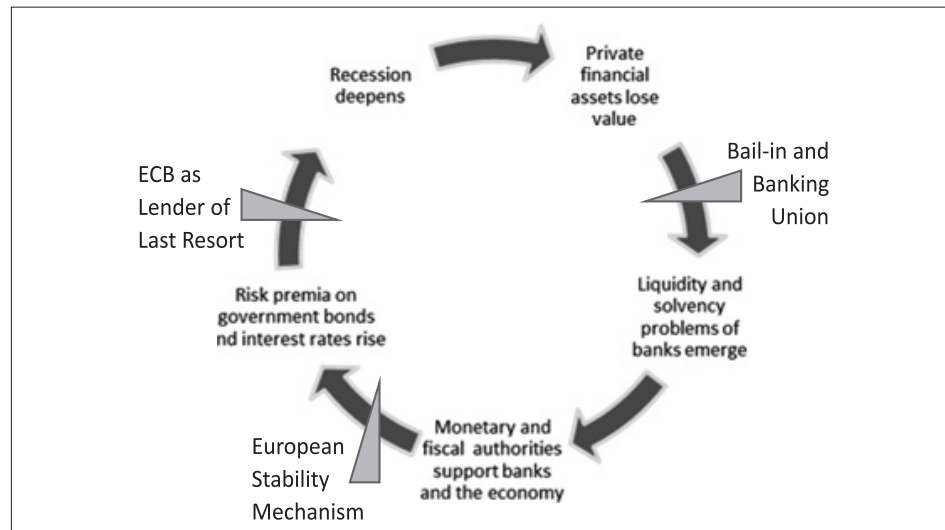 Recession
deepens
Private
financial
assets lose
value
Bail-in and
Banking
Union
Liquidity and
solvency
problems of
banks emerge
Monetary and
fiscal authorities
support banks
and the economy
European
Stability
Mechanism
Risk premia on
government bonds
nd interest rates rise
ECB as
Lender of
Last Resort